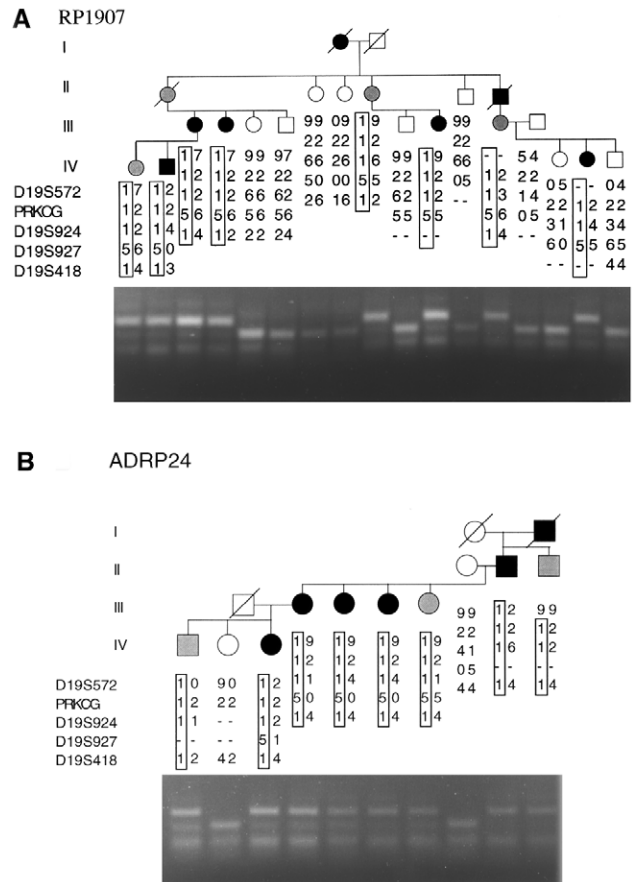 A RP1907
I
II
III
99 09 19 99
22 22 12 22
IV 17 17 99 97 66 26 16 99 19 66 -- 54
12 12 22 22 50 00 55 22 12 05 12 22
D19S572 17 12 12 12 66 62 26 16 12 62 12 -- 13 14 05 -- 04
PRKCG 12 12 56 56 56 56 55 55 56 05 22 12 22
D19S924 12 14 14 12 22 24 -- -- 14 31 14 34
D19S927 56 50 60 55 65
D19S418 14 13 -- 44
B ADRP24
I
II
III
99 12 99
22 12 12
IV 19 19 19 19 41 16 12
12 12 12 12 05 -- --
D19S572 10 90 12 11 14 14 11 44 14 14
PRKCG 12 22 12 50 50 50 55
D19S924 11 -- 12 14 14 14 14
D19S927 -- 51
D19S418 12 42 14